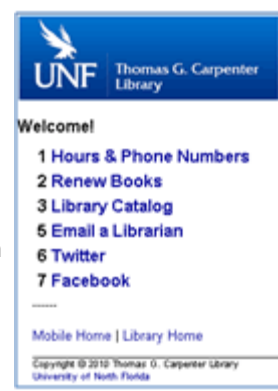 UNF Thomas G. Carpenter
Library
Welcome!
1 Hours & Phone Numbers
2 Renew Books
3 Library Catalog
5 Email a Librarian
6 Twitter
7 Facebook
------
Mobile Home | Library Home
Copyright © 2010 Thomas G. Carpenter Library
University of North Florida